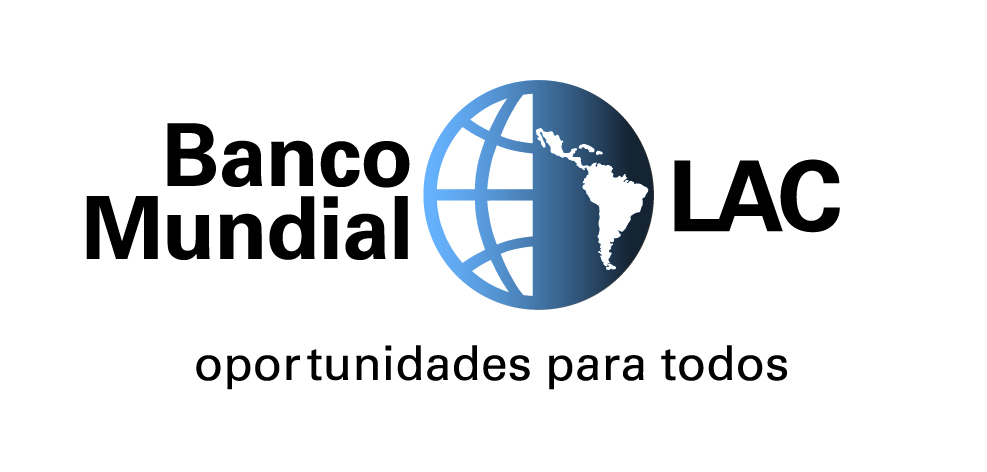 Banco
Mundial
LAC
oportunidades para todos